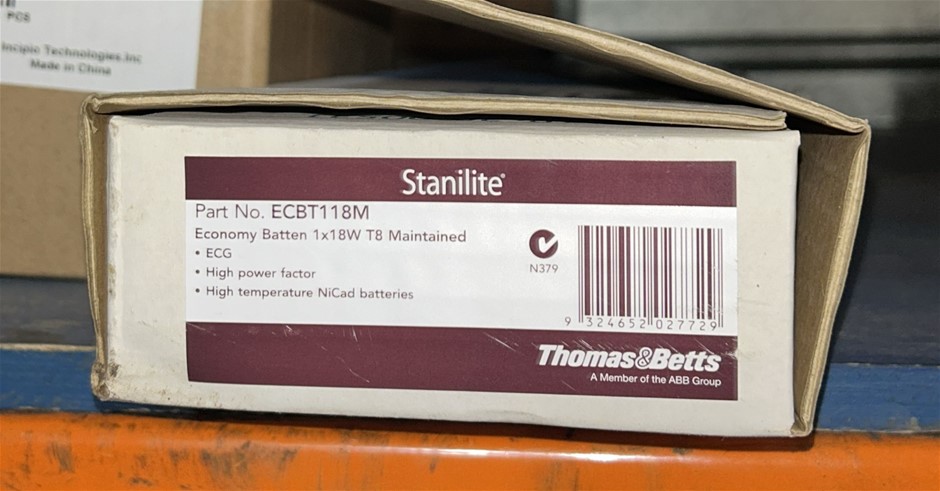 PCS
Incipio Technologies.Inc
Made in China
Stanilite®
Part No. ECBT118M
Economy Batten 1x18W T8 Maintained
• ECG
• High power factor
• High temperature NiCad batteries
N379
9 324652 027729
Thomas&Betts
A Member of the ABB Group